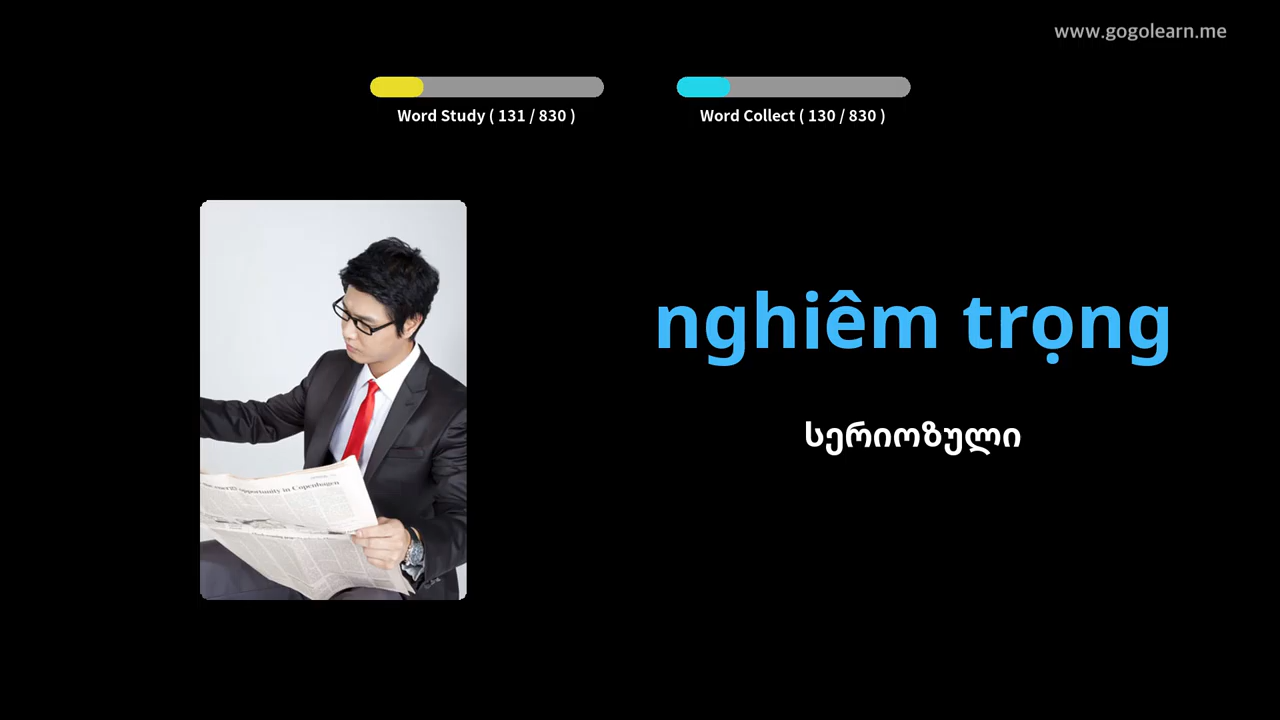 www.gogolearn.me
Word Study ( 131 / 830 )
Word Collect ( 130 / 830 )
nghiêm trọng
სერიოზული
opportunity in Copenhagen